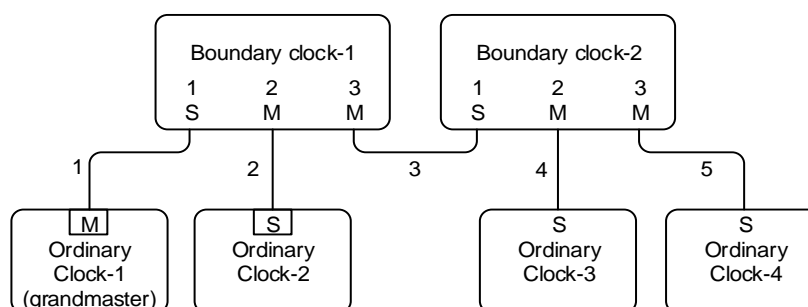 Boundary clock-1
1 2 3
S M M
Boundary clock-2
1 2 3
S M M
1
2
3
4
5
M
Ordinary
Clock-1
(grandmaster)
S
Ordinary
Clock-2
S
Ordinary
Clock-3
S
Ordinary
Clock-4